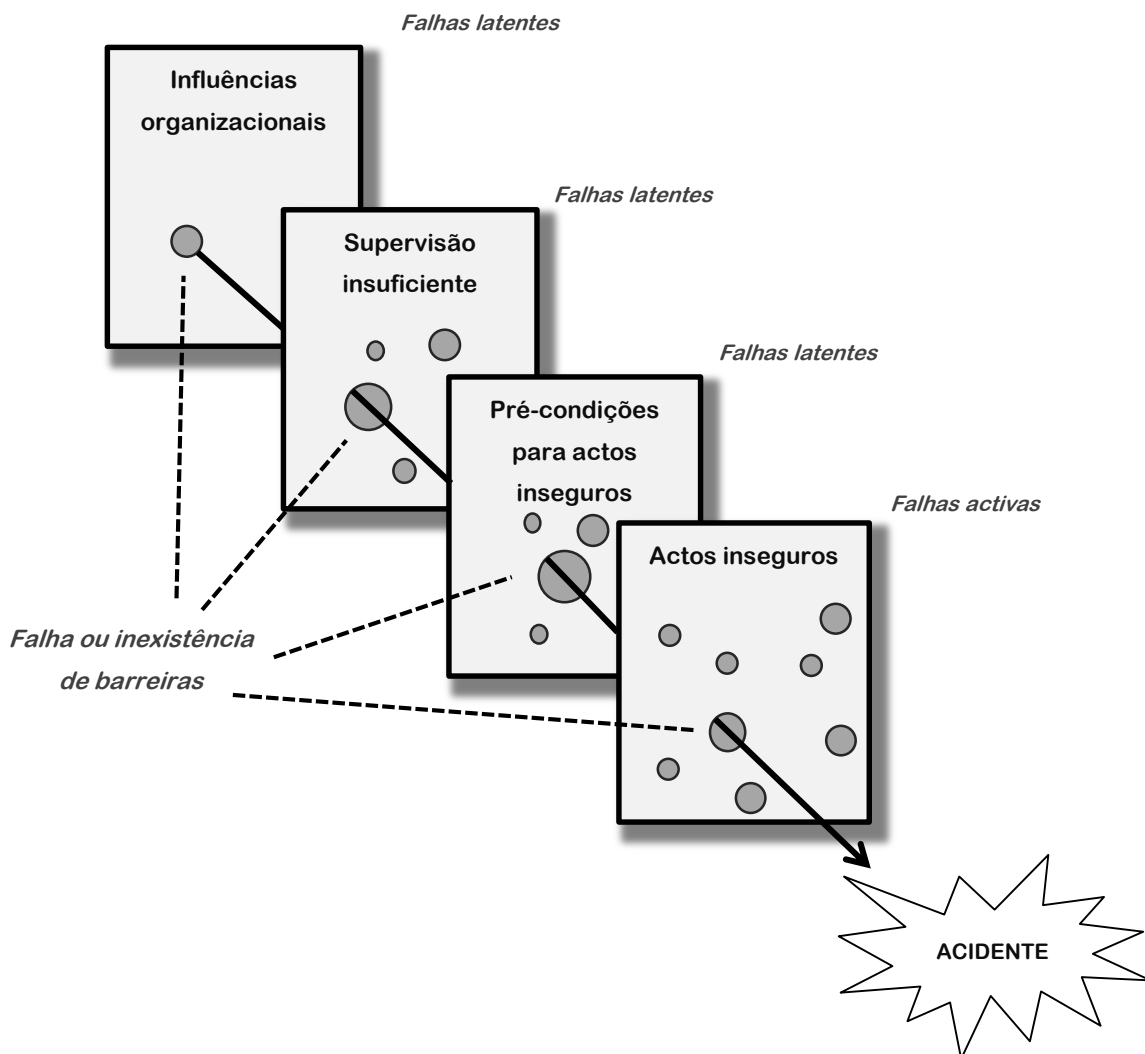 Falhas latentes
Influências
organizacionais
Falhas latentes
Supervisão
insuficiente
Falhas latentes
Pré-condições
para actos
inseguros
Falhas activas
Actos inseguros
Falha ou inexistência
de barreiras
ACIDENTE